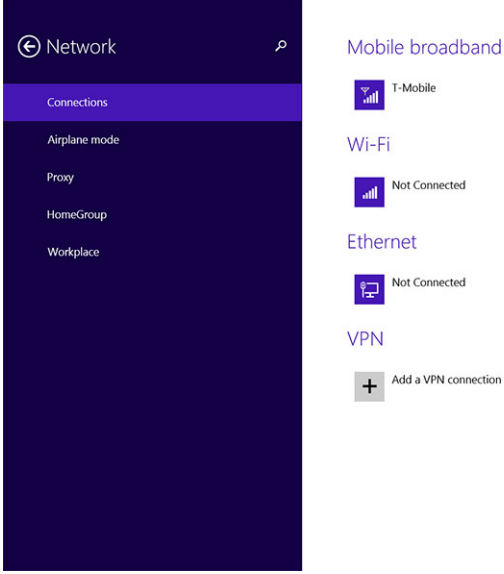 Network
Connections
Airplane mode
Proxy
HomeGroup
Workplace
Mobile broadband
T-Mobile
Wi-Fi
Not Connected
Ethernet
Not Connected
VPN
Add a VPN connection